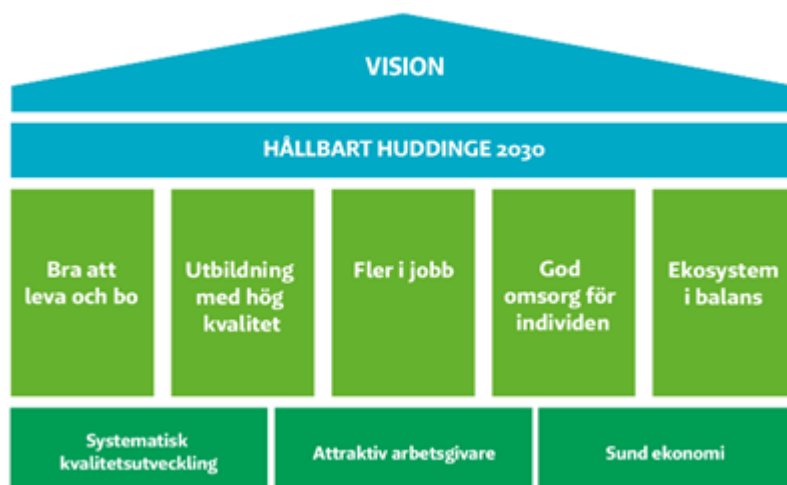 VISION
HÅLLBART HUDDINGE 2030
Bra att
leva och bo
Utbildning
med hög
kvalitet
Fler i jobb
God
omsorg för
individen
Ekosystem
i balans
Systematisk
kvalitetsutveckling
Attraktiv arbetsgivare
Sund ekonomi